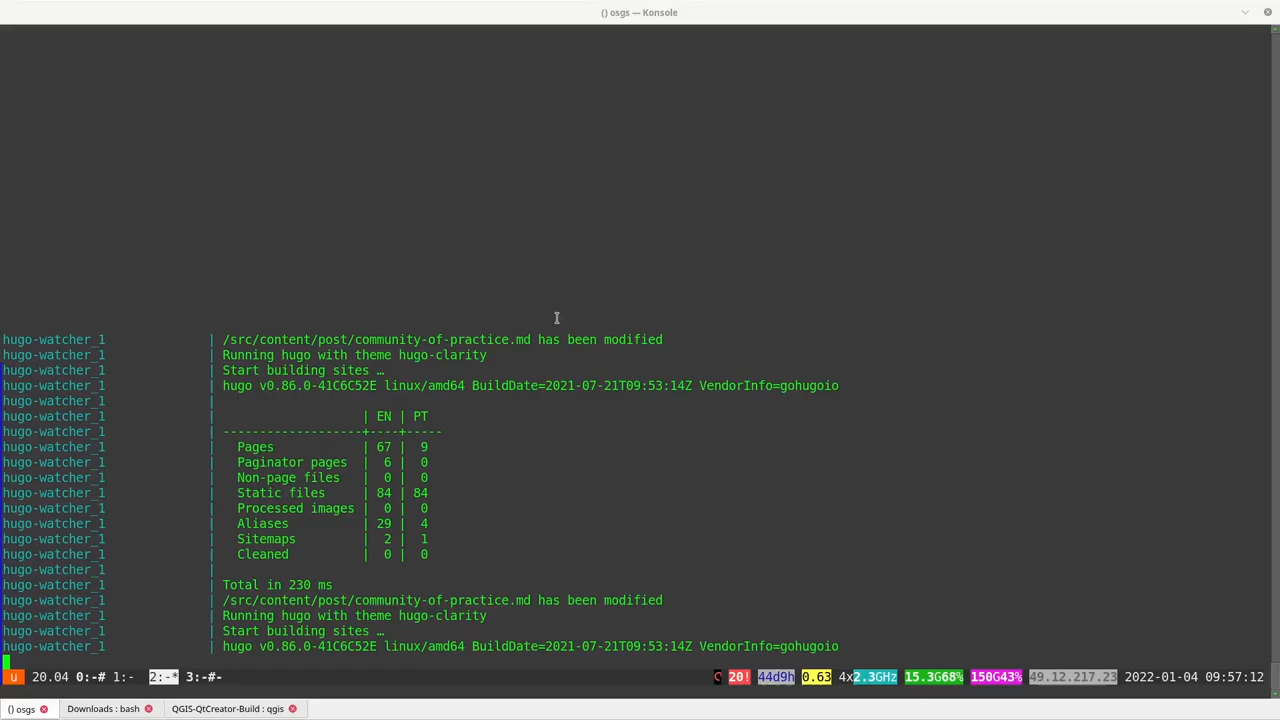 () osgs — Konsole
hugo-watcher_1 | /src/content/post/community-of-practice.md has been modified
hugo-watcher_1 | Running hugo with theme hugo-clarity
hugo-watcher_1 | Start building sites …
hugo-watcher_1 | hugo v0.86.0-41C6C52E linux/amd64 BuildDate=2021-07-21T09:53:14Z VendorInfo=gohugoio
hugo-watcher_1 |
hugo-watcher_1 | | EN | PT
hugo-watcher_1 | -------------------+----+-----
hugo-watcher_1 | Pages | 67 | 9
hugo-watcher_1 | Paginator pages | 6 | 0
hugo-watcher_1 | Non-page files | 0 | 0
hugo-watcher_1 | Static files | 84 | 84
hugo-watcher_1 | Processed images | 0 | 0
hugo-watcher_1 | Aliases | 29 | 4
hugo-watcher_1 | Sitemaps | 2 | 1
hugo-watcher_1 | Cleaned | 0 | 0
hugo-watcher_1 |
hugo-watcher_1 | Total in 230 ms
hugo-watcher_1 | /src/content/post/community-of-practice.md has been modified
hugo-watcher_1 | Running hugo with theme hugo-clarity
hugo-watcher_1 | Start building sites …
hugo-watcher_1 | hugo v0.86.0-41C6C52E linux/amd64 BuildDate=2021-07-21T09:53:14Z VendorInfo=gohugoio
u 20.04 0:-# 1:- 2:-* 3:-#- 20! 44d9h 0.63 4x2.3GHz 15.3G68% 150G43% 49.12.217.23 2022-01-04 09:57:12
() osgs Downloads : bash QGIS-QtCreator-Build : qgis